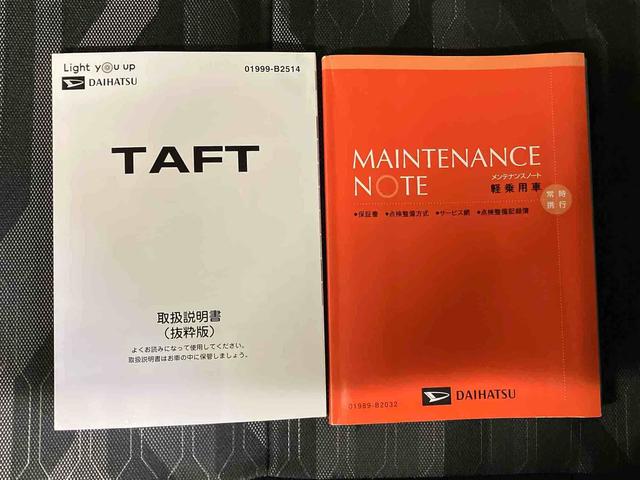 Light you up
DAIHATSU
01999-B2514
TAFT
取扱説明書
(抜粋版)
よくお読みになって使用してください。
取扱説明書はお車の中に保管しましょう。
MAINTENANCE
NOTE
メンテナンスノート
軽乗用車
常時
携行
●保証書 ●点検整備方式 ●サービス網 ●点検整備記録簿
01989-B2032
DAIHATSU